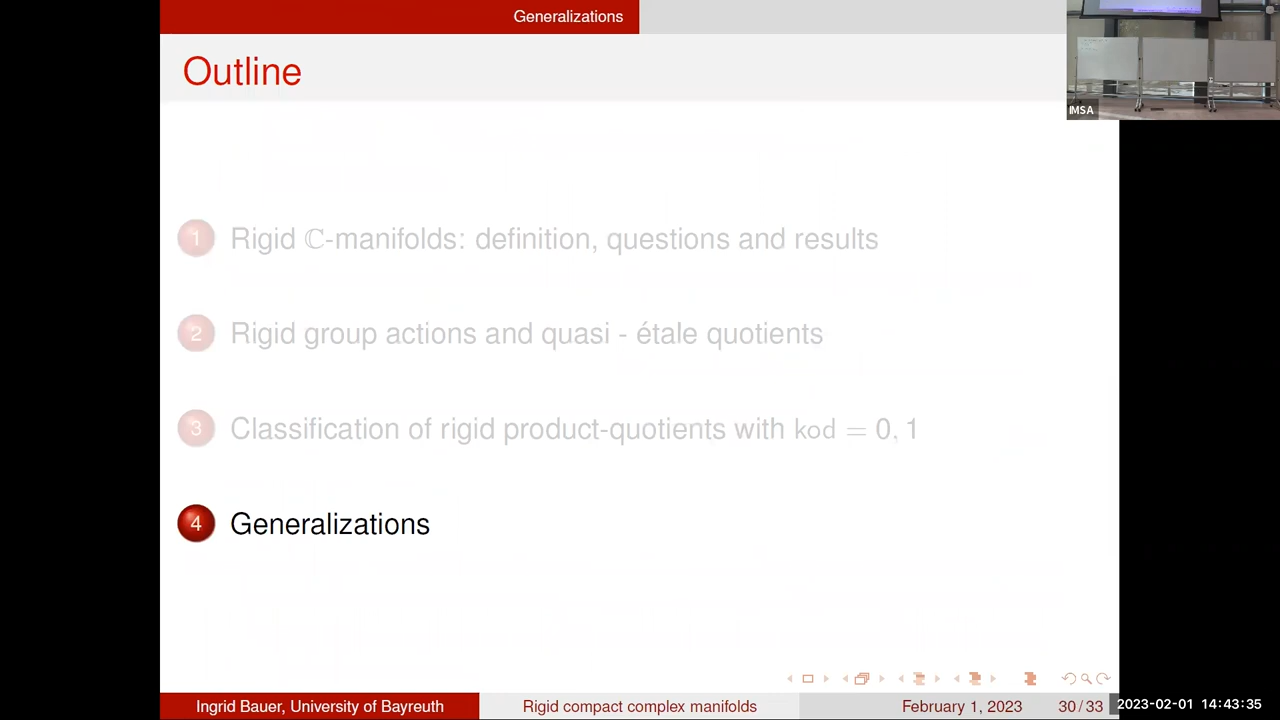 Generalizations
Outline
IMSA
1 Rigid ℂ-manifolds: definition, questions and results
2 Rigid group actions and quasi - étale quotients
3 Classification of rigid product-quotients with kod = 0, 1
4 Generalizations
Ingrid Bauer, University of Bayreuth
Rigid compact complex manifolds
February 1, 2023
30 / 33
2023-02-01 14:43:35